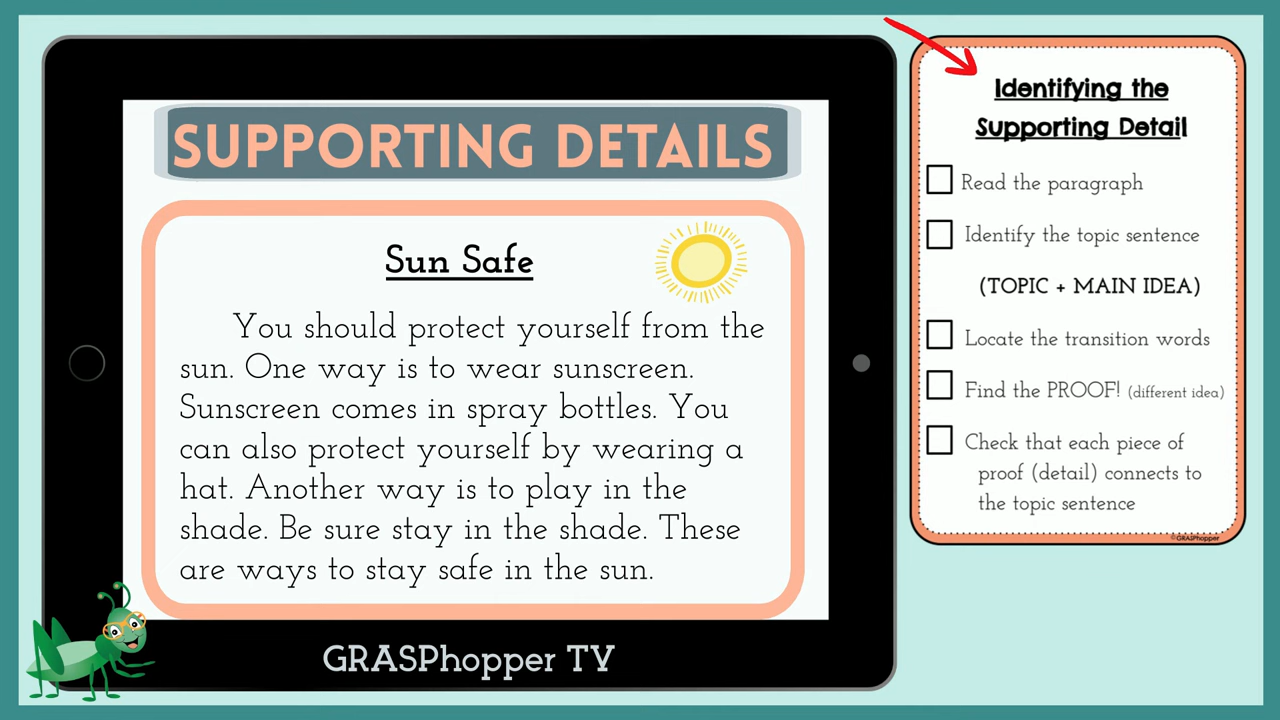 SUPPORTING DETAILS
Sun Safe
You should protect yourself from the
sun. One way is to wear sunscreen.
Sunscreen comes in spray bottles. You
can also protect yourself by wearing a
hat. Another way is to play in the
shade. Be sure stay in the shade. These
are ways to stay safe in the sun.
GRASPhopper TV
Identifying the
Supporting Detail
Read the paragraph
Identify the topic sentence
(TOPIC + MAIN IDEA)
Locate the transition words
Find the PROOF! (different idea)
Check that each piece of
proof (detail) connects to
the topic sentence
©GRASPhopper